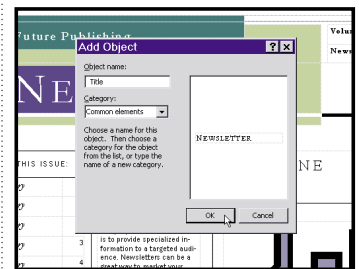 Future Publishing
Volu
News
Add Object
Object name:
Title
Category:
Common elements
Choose a name for this
object. Then choose a
category for the object
from the list, or type the
name of a new category.
NEWSLETTER
OK
Cancel
NE
THIS ISSUE:
NE
3
is to provide specialized in-
formation to a targeted audi-
ence. Newsletters can be a
4
great way to market your